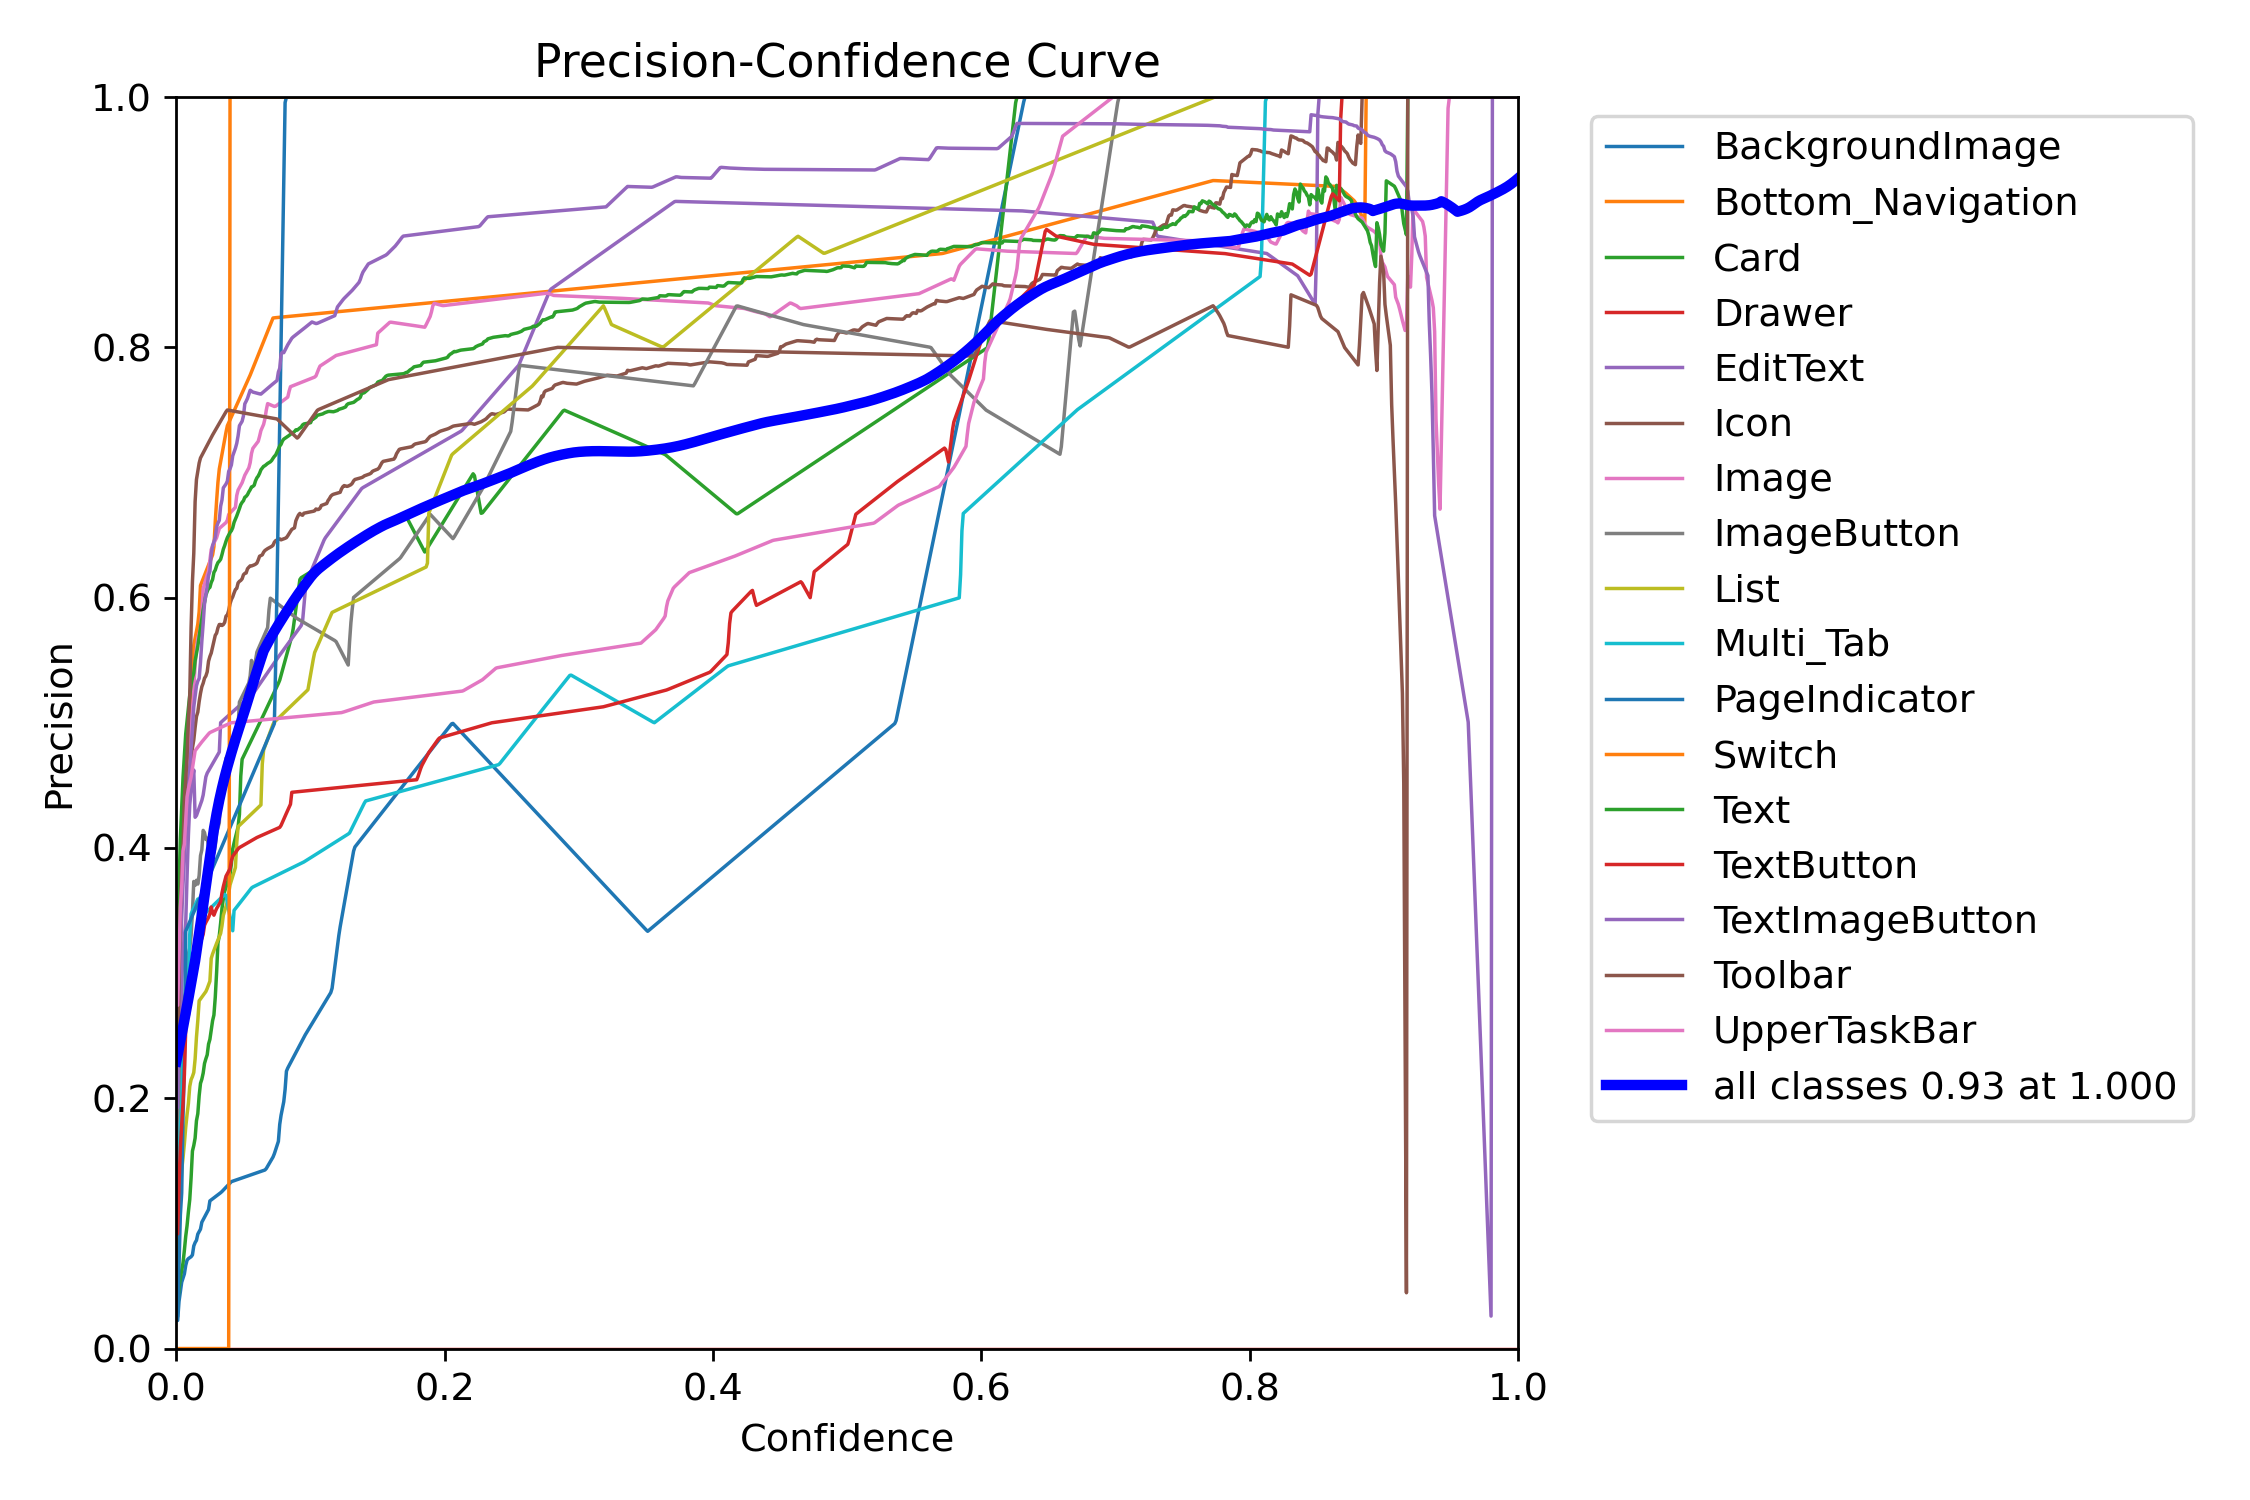 Precision-Confidence Curve
1.0
0.8
0.6
0.4
0.2
0.0
Precision
0.0 0.2 0.4 0.6 0.8 1.0
Confidence
BackgroundImage
Bottom_Navigation
Card
Drawer
EditText
Icon
Image
ImageButton
List
Multi_Tab
PageIndicator
Switch
Text
TextButton
TextImageButton
Toolbar
UpperTaskBar
all classes 0.93 at 1.000